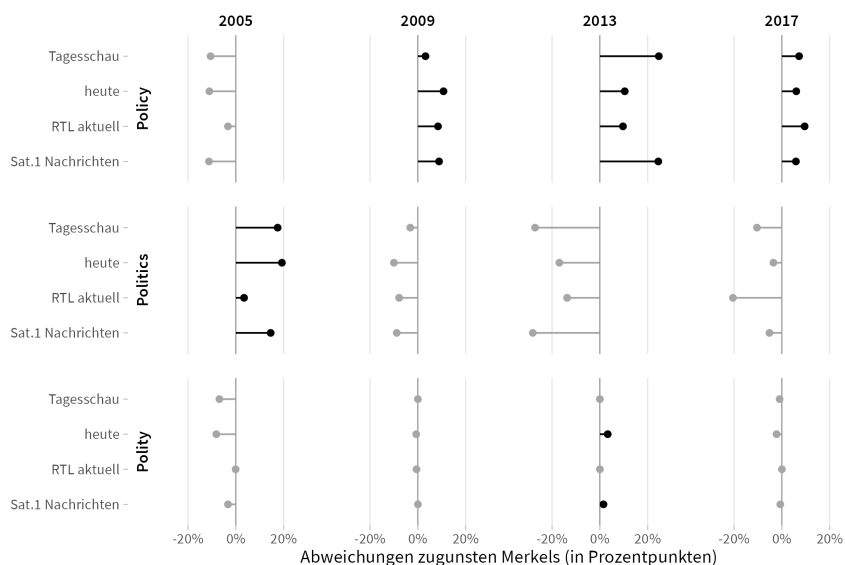 2005 2009 2013 2017
Policy
Tagesschau
heute
RTL aktuell
Sat.1 Nachrichten
Politics
Tagesschau
heute
RTL aktuell
Sat.1 Nachrichten
Polity
Tagesschau
heute
RTL aktuell
Sat.1 Nachrichten
-20% 0% 20% -20% 0% 20% -20% 0% 20% -20% 0% 20%
Abweichungen zugunsten Merkels (in Prozentpunkten)